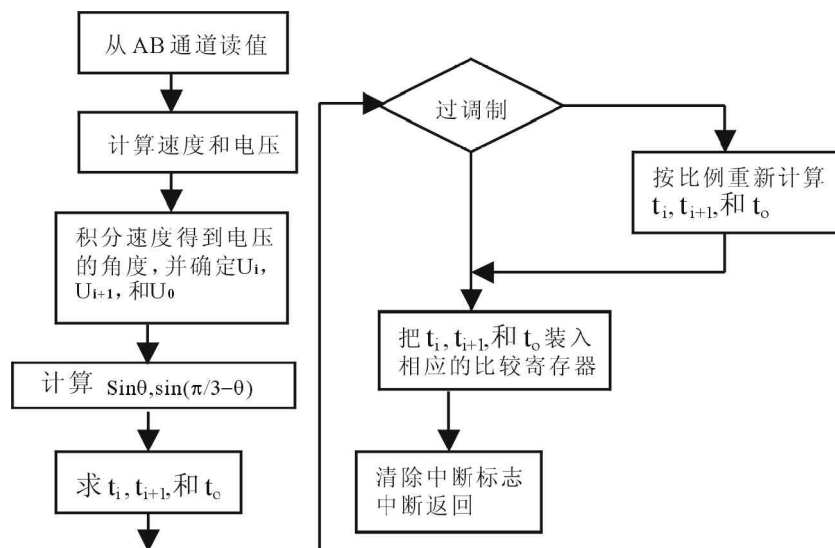 从AB通道读值
计算速度和电压
积分速度得到电压
的角度,并确定Ui,
Ui+1, 和U0
计算 Sinθ,sin(π/3-θ)
求 ti, ti+1,和 to
过调制
按比例重新计算
ti, ti+1,和 to
把 ti, ti+1,和 to 装入
相应的比较寄存器
清除中断标志
中断返回